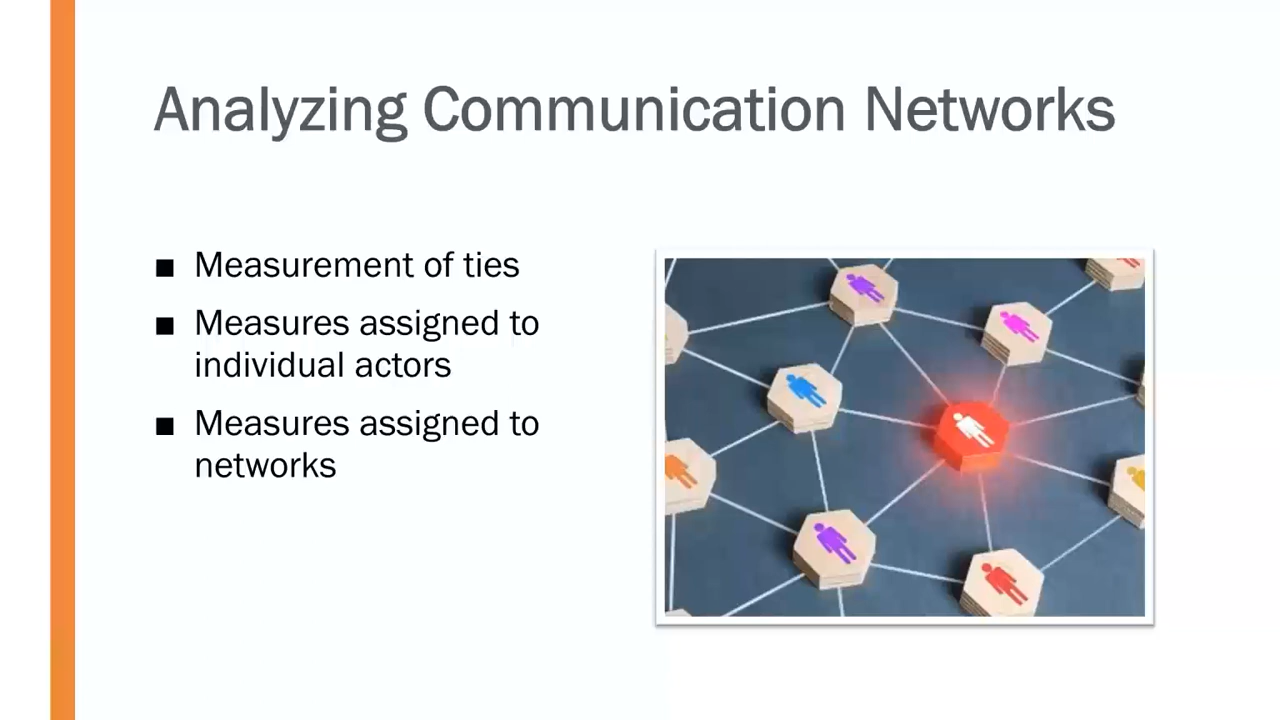 Analyzing Communication Networks
■ Measurement of ties
■ Measures assigned to
individual actors
■ Measures assigned to
networks